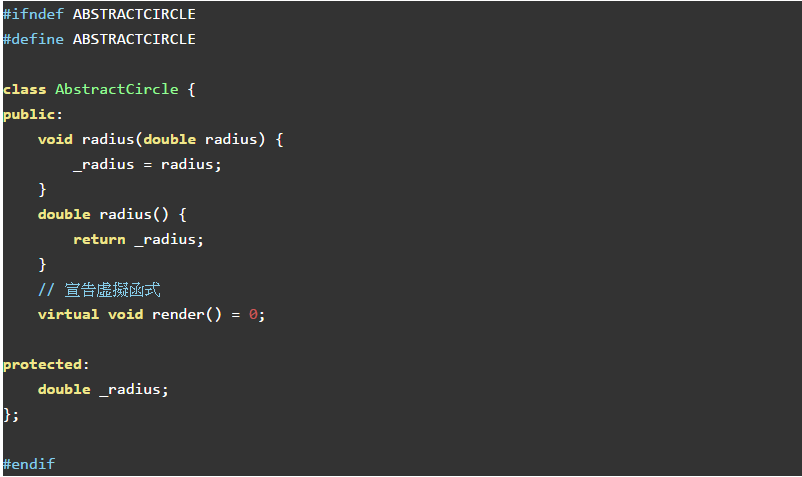 #ifndef ABSTRACTCIRCLE
#define ABSTRACTCIRCLE

class AbstractCircle {
public:
    void radius(double radius) {
        _radius = radius;
    }
    double radius() {
        return _radius;
    }
    // 宣告虛擬函式
    virtual void render() = 0;

protected:
    double _radius;
};

#endif